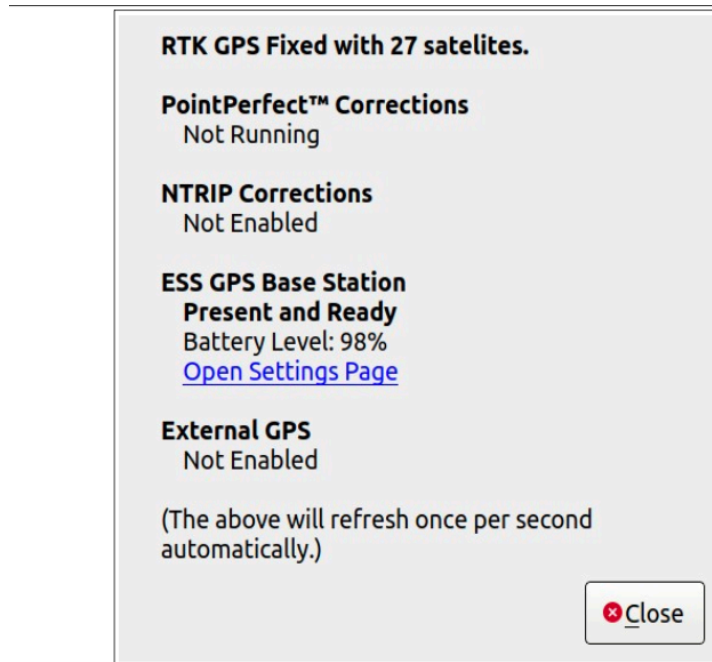 RTK GPS Fixed with 27 satelites.
PointPerfect™ Corrections
Not Running
NTRIP Corrections
Not Enabled
ESS GPS Base Station
Present and Ready
Battery Level: 98%
Open Settings Page
External GPS
Not Enabled
(The above will refresh once per second
automatically.)
Close